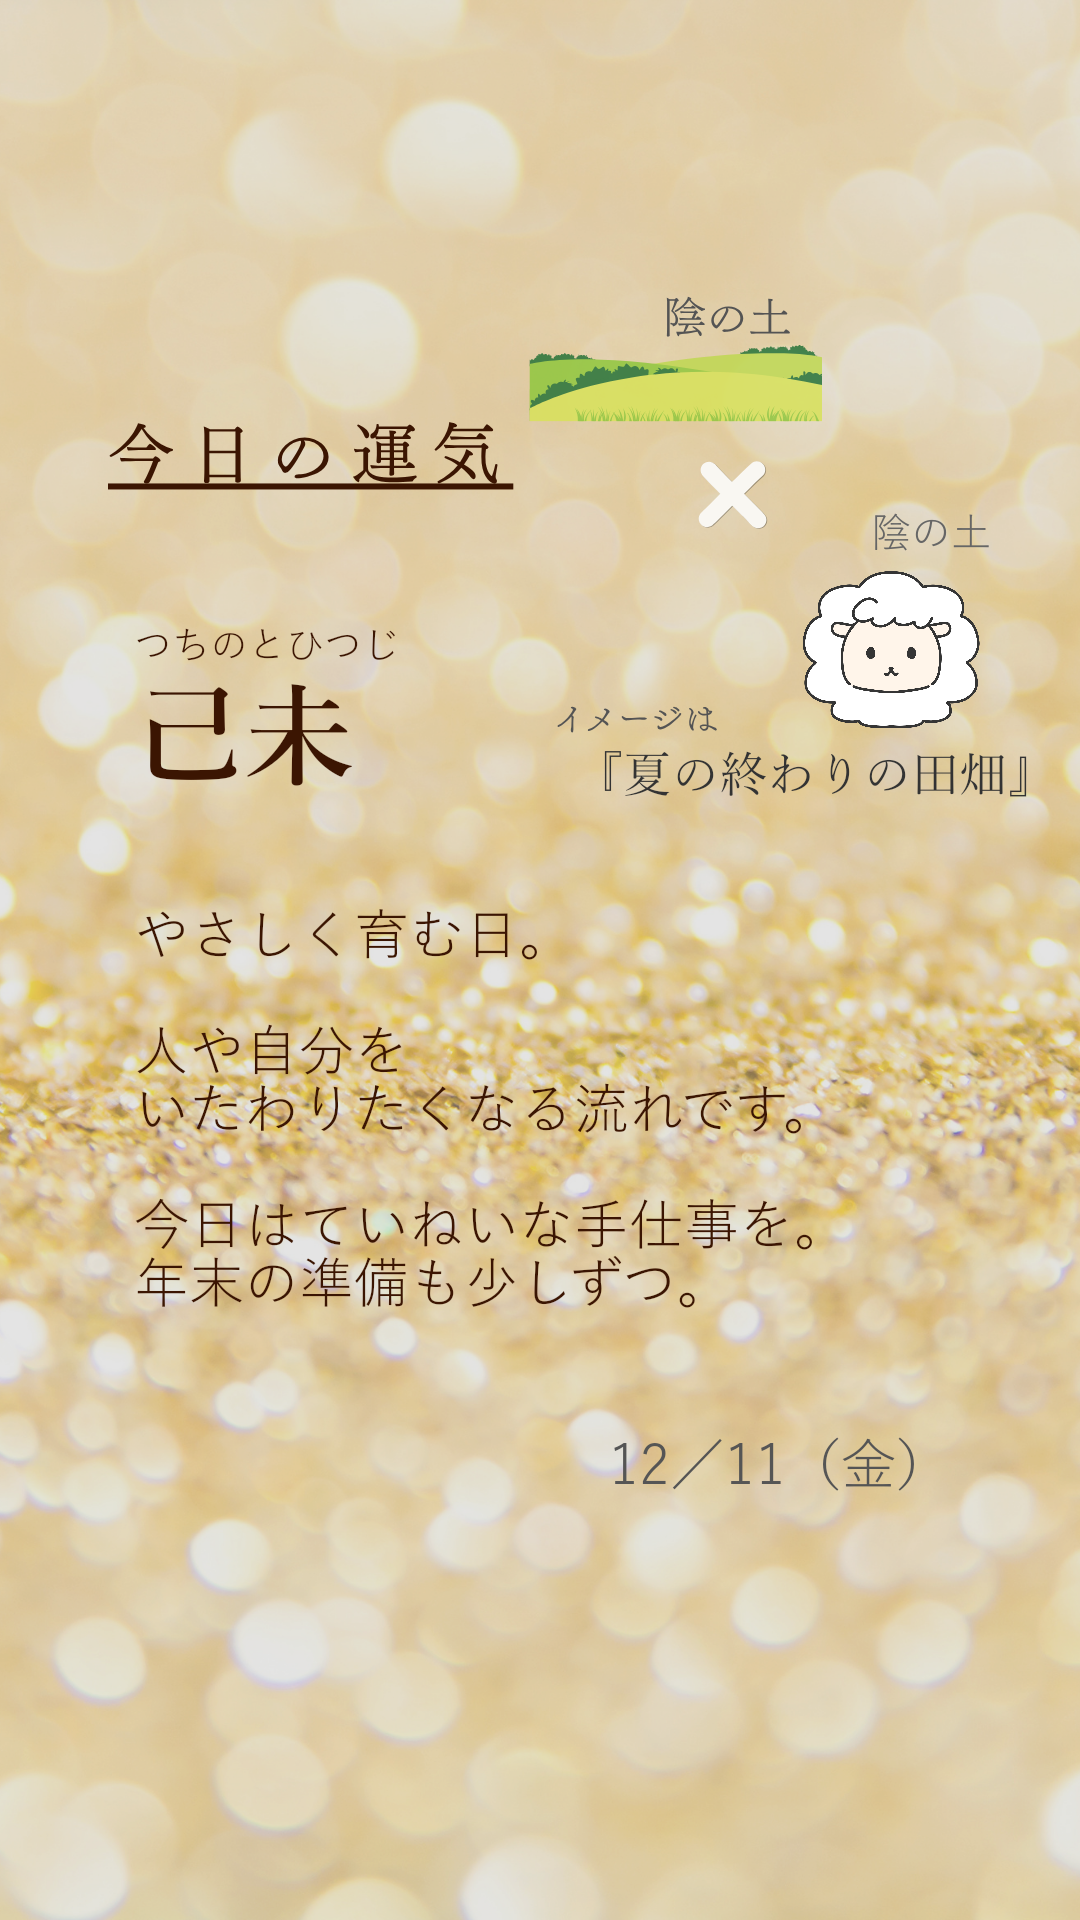 今日の運気
陰の土
陰の土
つちのとひつじ
己未
イメージは
『夏の終わりの田畑』
やさしく育む日。
人や自分を
いたわりたくなる流れです。
今日はていねいな手仕事を。
年末の準備も少しずつ。
12／11（金）